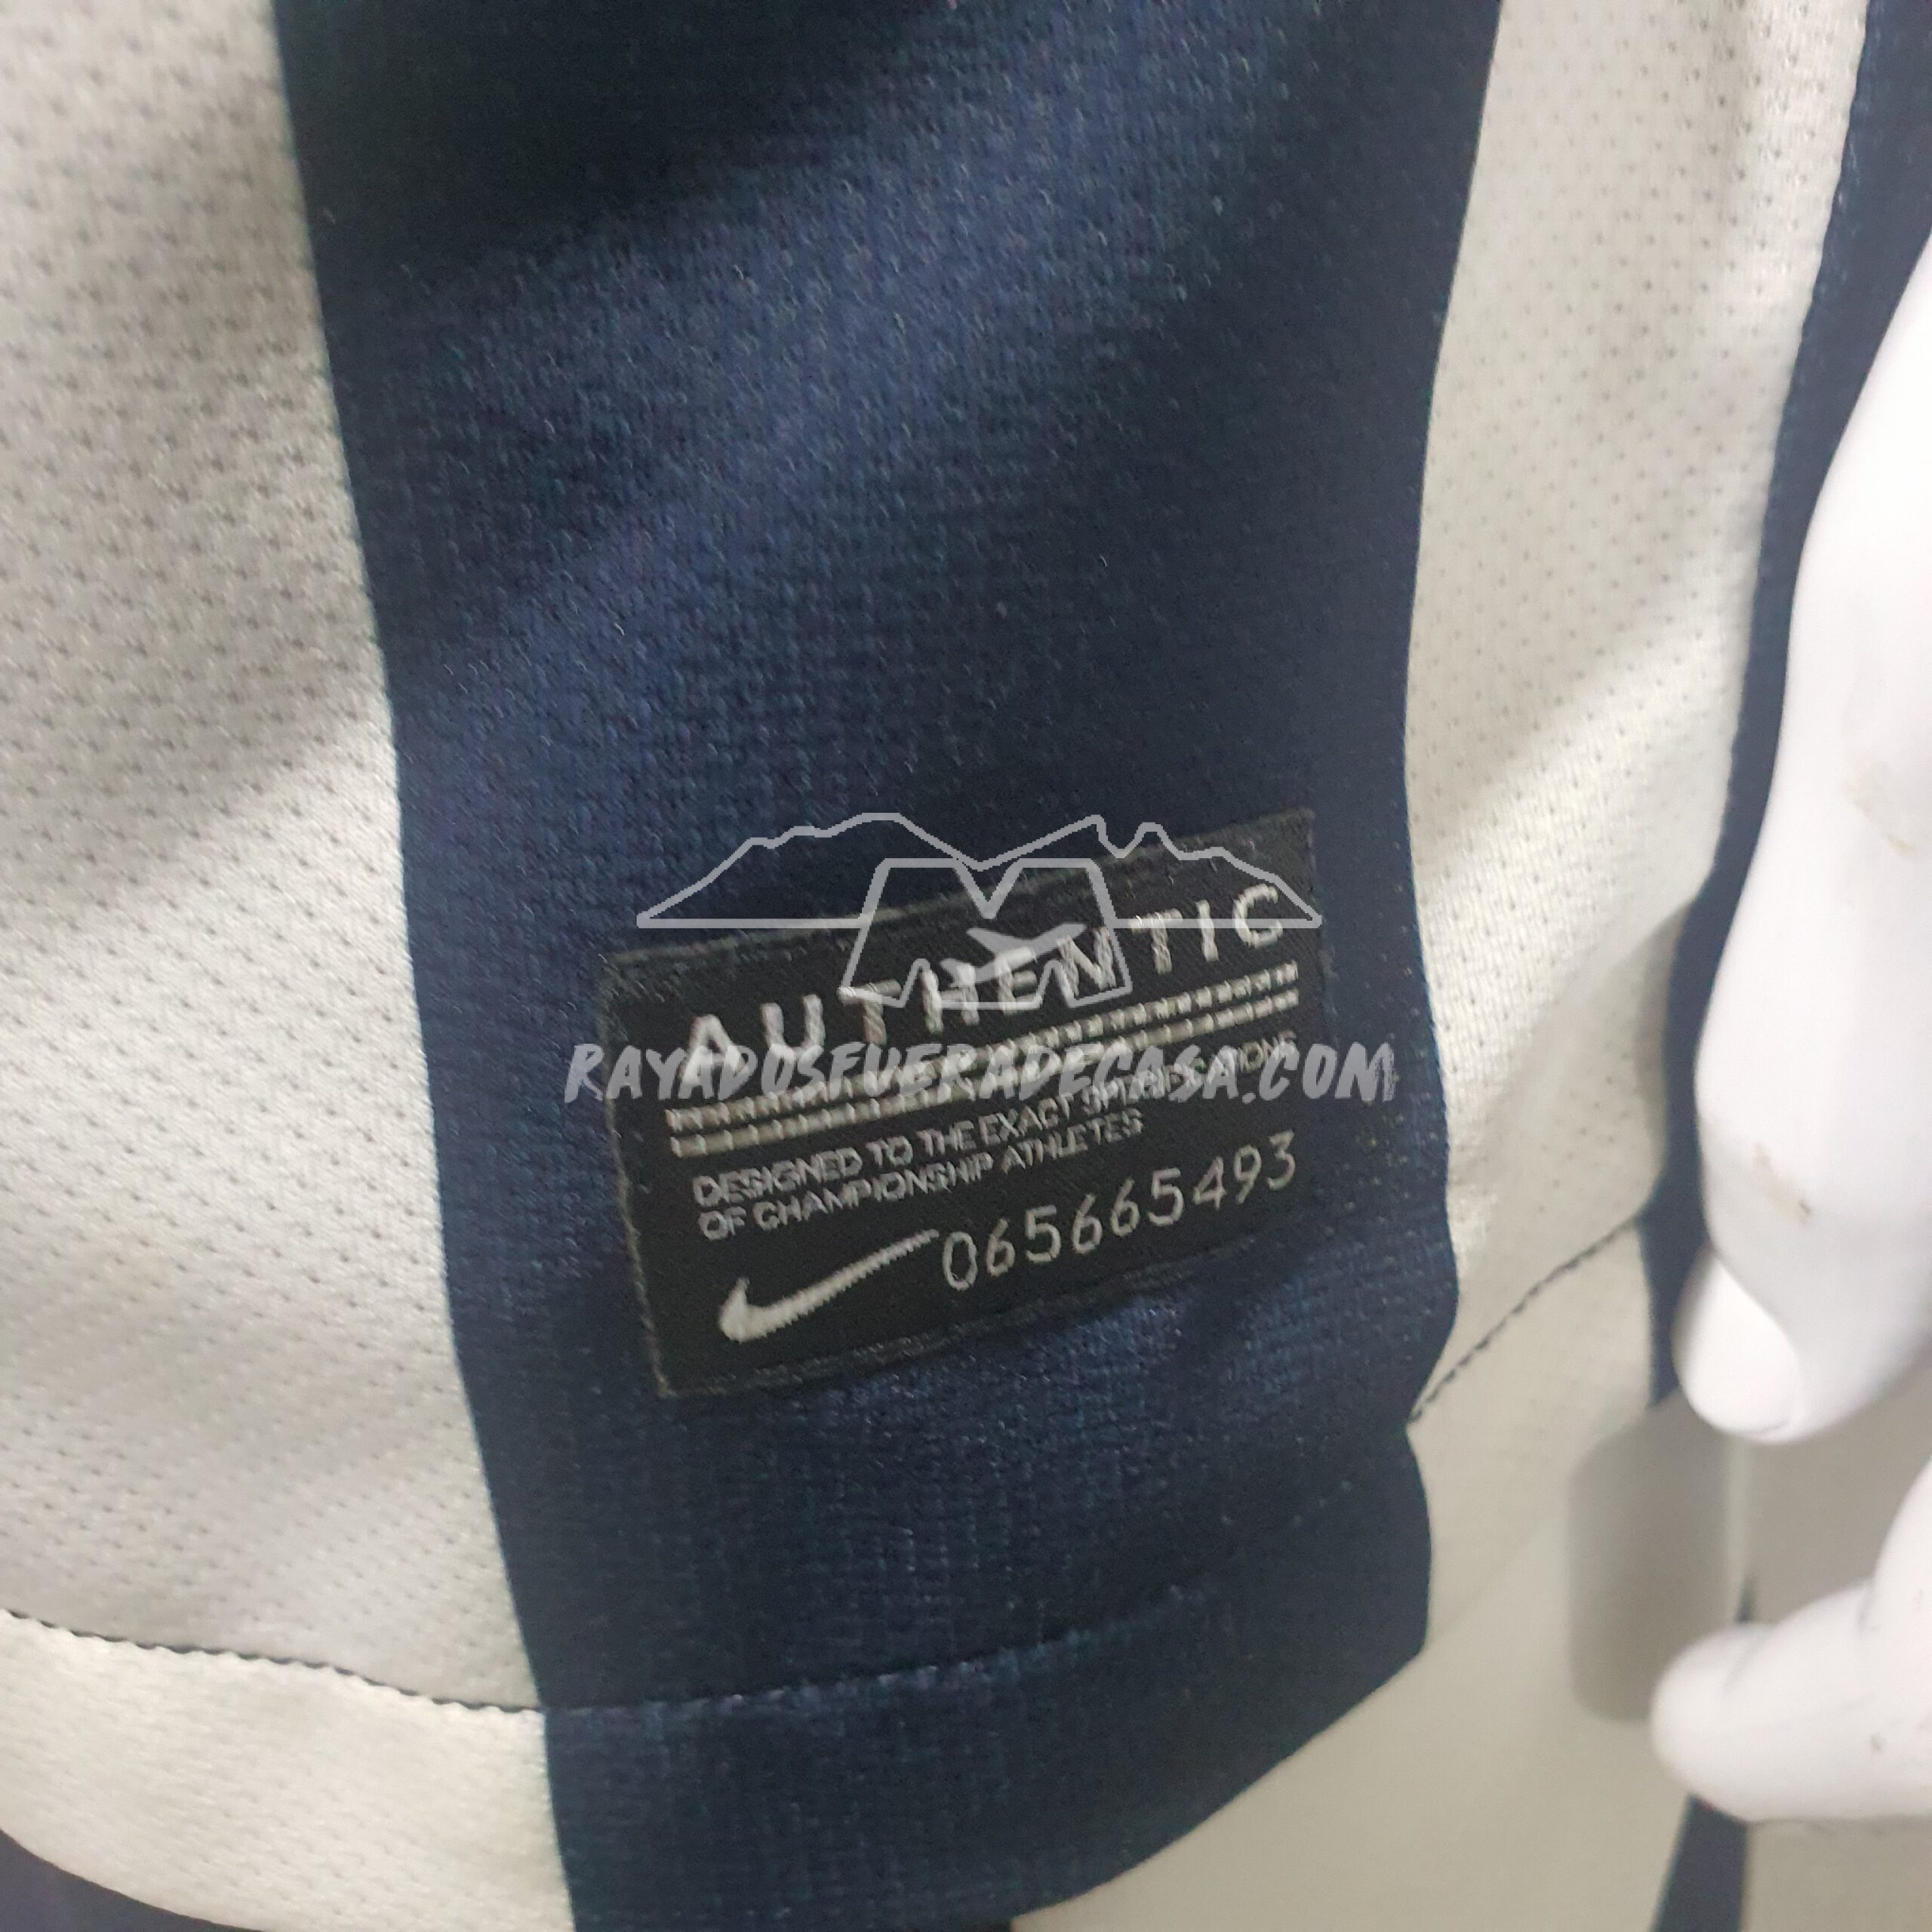 AUTHENTIC
RAYADOSFUERADECASA.COM
DESIGNED TO THE EXACT SPECIFICATIONS
OF CHAMPIONSHIP ATHLETES
065665493